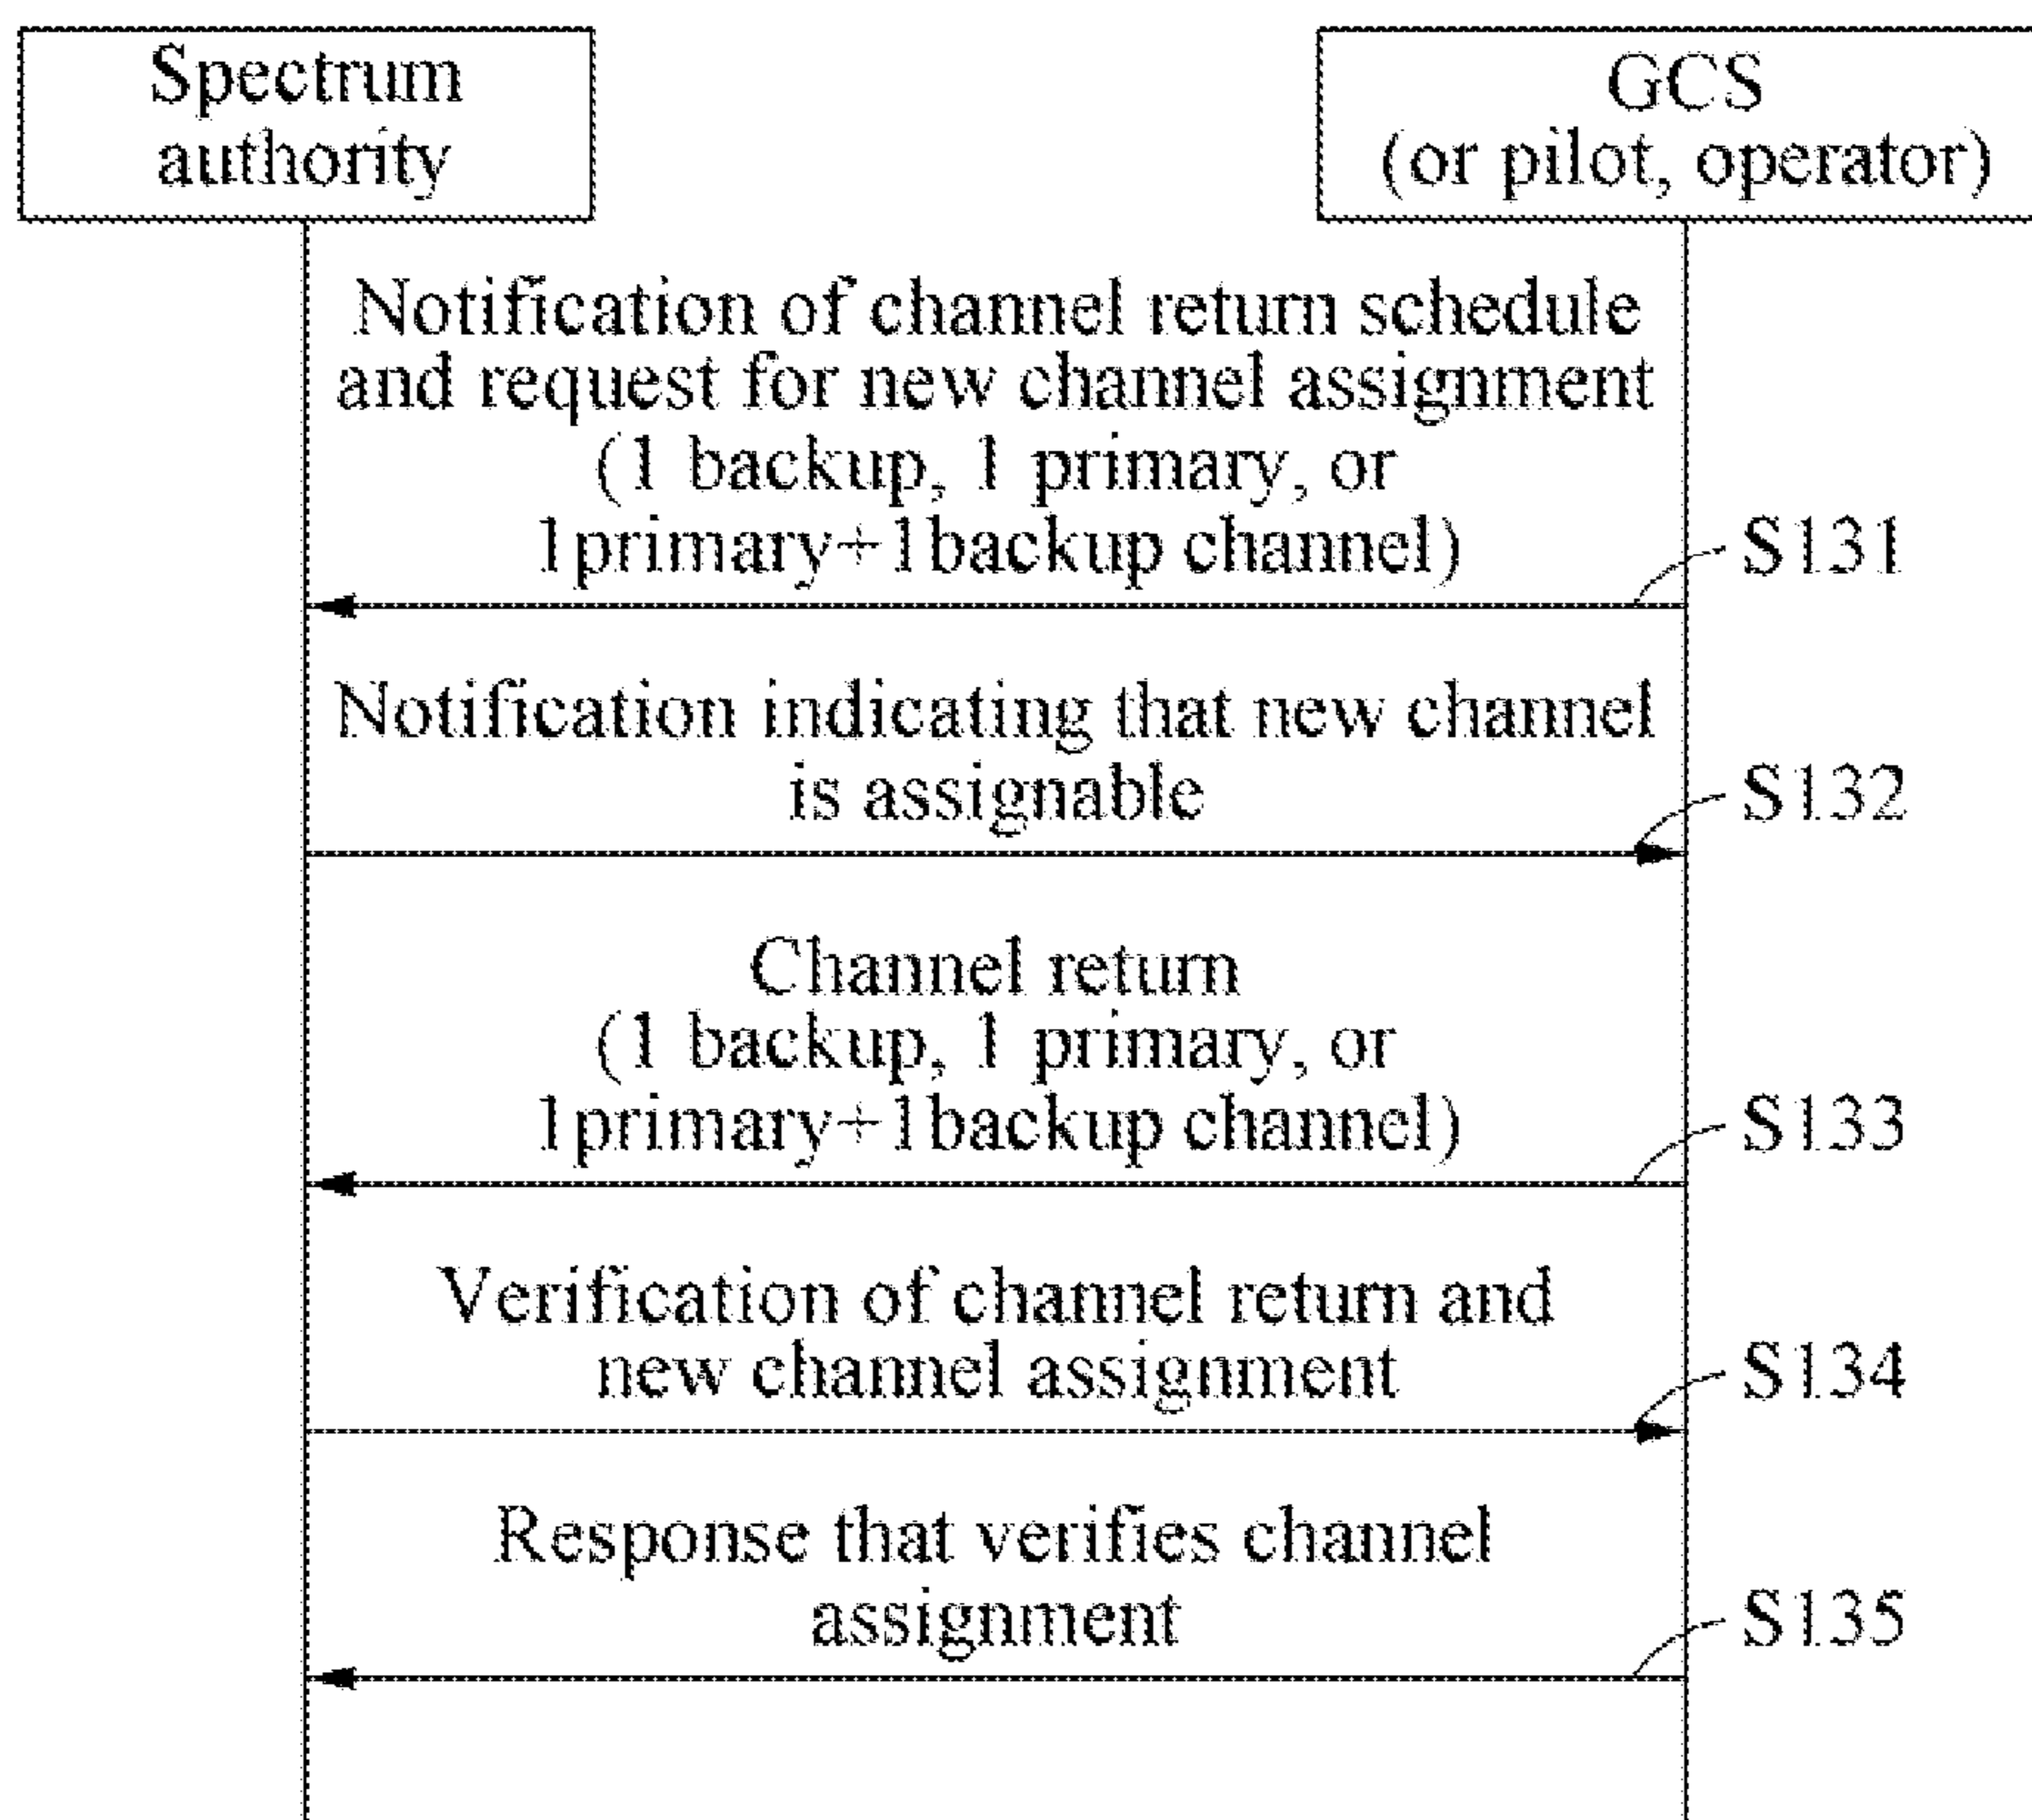 Spectrum
authority
GCS
(or pilot, operator)
Notification of channel return schedule
and request for new channel assignment
(1 backup, 1 primary, or
1primary+1backup channel)
S131
Notification indicating that new channel
is assignable
S132
Channel return
(1 backup, 1 primary, or
1primary+1backup channel)
S133
Verification of channel return and
new channel assignment
S134
Response that verifies channel
assignment
S135